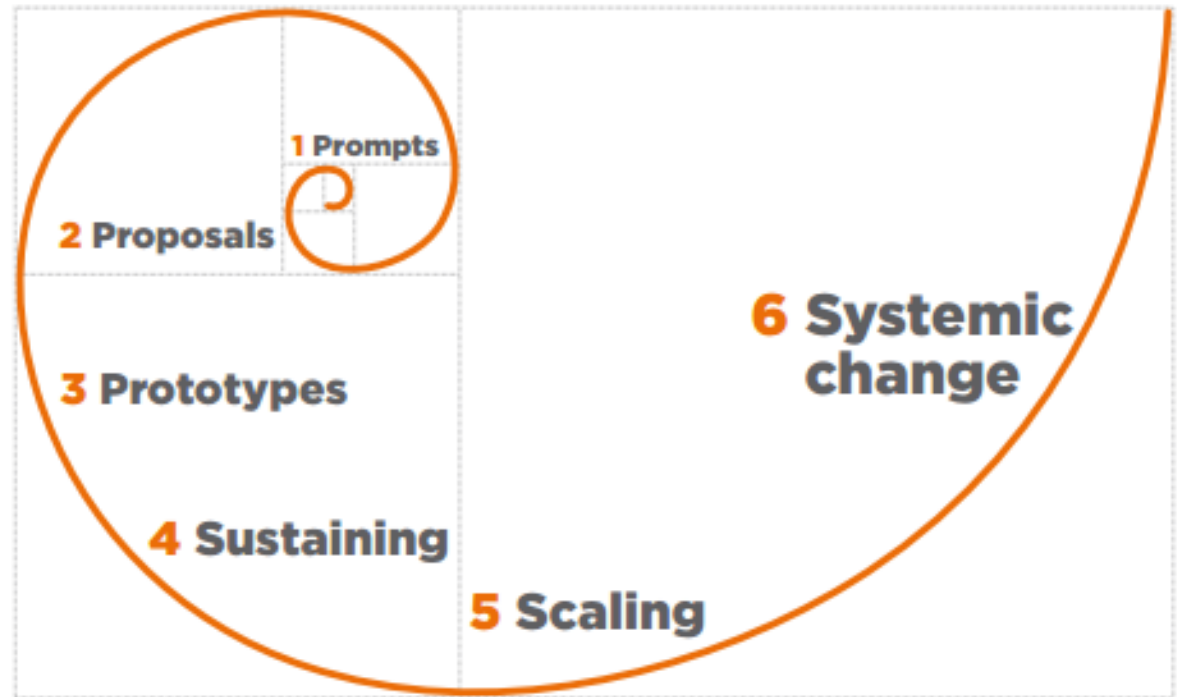 1 Prompts
2 Proposals
3 Prototypes
4 Sustaining
5 Scaling
6 Systemic
change